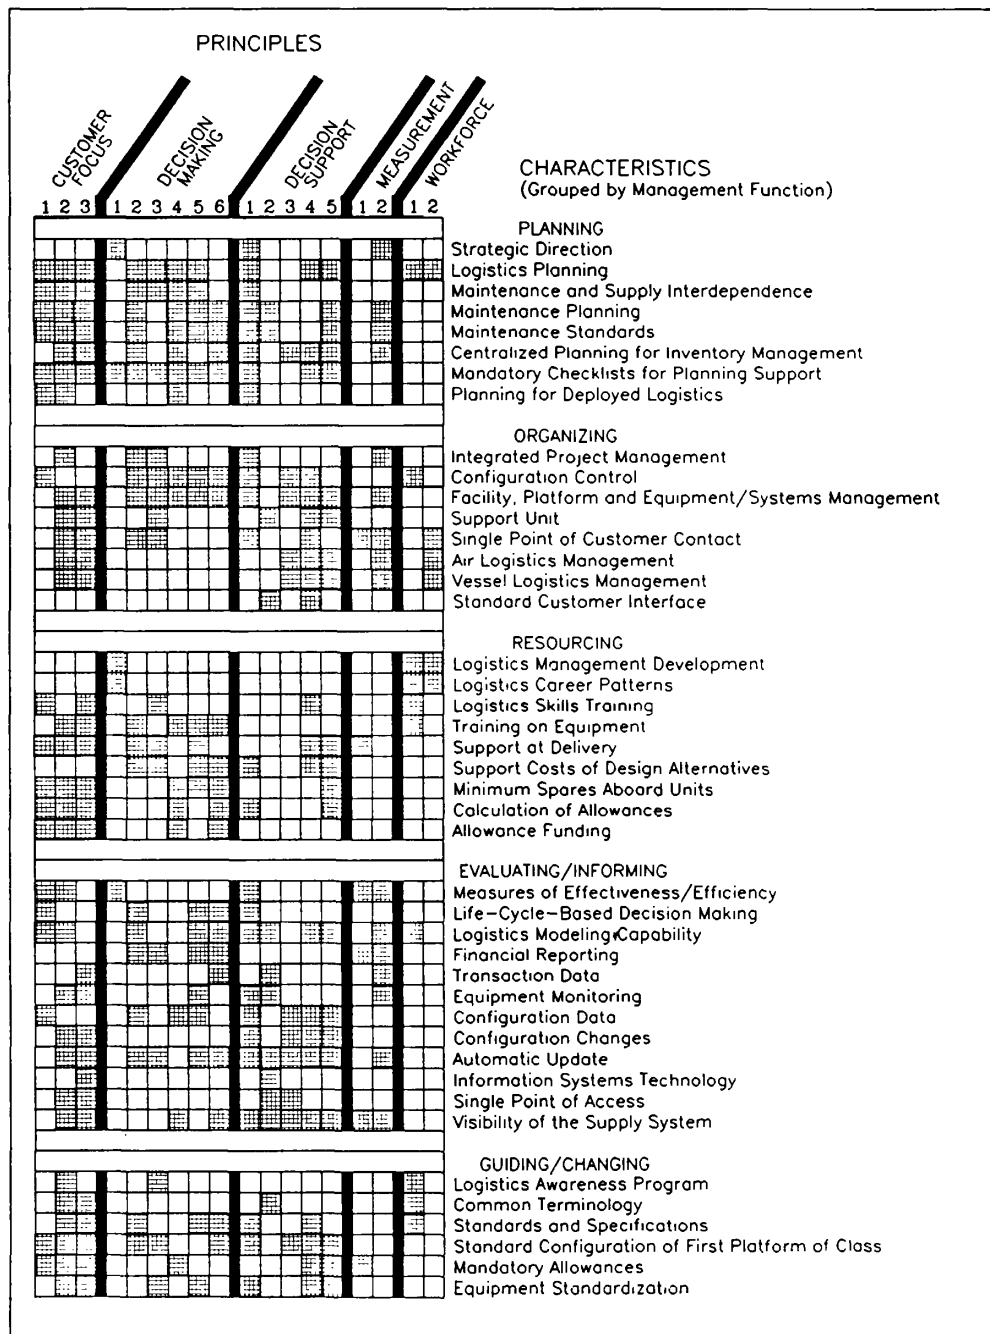 PRINCIPLES
CUSTOMER
FOCUS
DECISION
MAKING
DECISION
SUPPORT
MEASUREMENT
WORKFORCE
CHARACTERISTICS
(Grouped by Management Function)
1 2 3 1 2 3 4 5 6 1 2 3 4 5 1 2 1 2
PLANNING
Strategic Direction
Logistics Planning
Maintenance and Supply Interdependence
Maintenance Planning
Maintenance Standards
Centralized Planning for Inventory Management
Mandatory Checklists for Planning Support
Planning for Deployed Logistics
ORGANIZING
Integrated Project Management
Configuration Control
Facility, Platform and Equipment/Systems Management
Support Unit
Single Point of Customer Contact
Air Logistics Management
Vessel Logistics Management
Standard Customer Interface
RESOURCING
Logistics Management Development
Logistics Career Patterns
Logistics Skills Training
Training on Equipment
Support at Delivery
Support Costs of Design Alternatives
Minimum Spares Aboard Units
Calculation of Allowances
Allowance Funding
EVALUATING/INFORMING
Measures of Effectiveness/Efficiency
Life-Cycle-Based Decision Making
Logistics Modeling Capability
Financial Reporting
Transaction Data
Equipment Monitoring
Configuration Data
Configuration Changes
Automatic Update
Information Systems Technology
Single Point of Access
Visibility of the Supply System
GUIDING/CHANGING
Logistics Awareness Program
Common Terminology
Standards and Specifications
Standard Configuration of First Platform of Class
Mandatory Allowances
Equipment Standardization